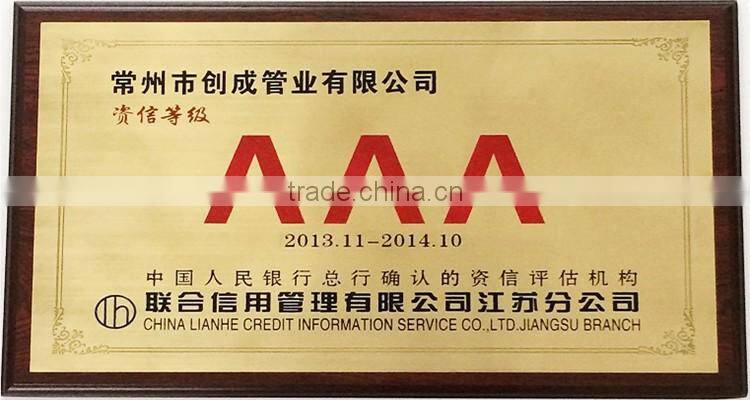 常州市创成管业有限公司
资信等级
AAA
trade.china.cn
2013.11-2014.10
中国人民银行总行确认的资信评估机构
lh 联合信用管理有限公司江苏分公司
CHINA LIANHE CREDIT INFORMATION SERVICE CO.,LTD.JIANGSU BRANCH